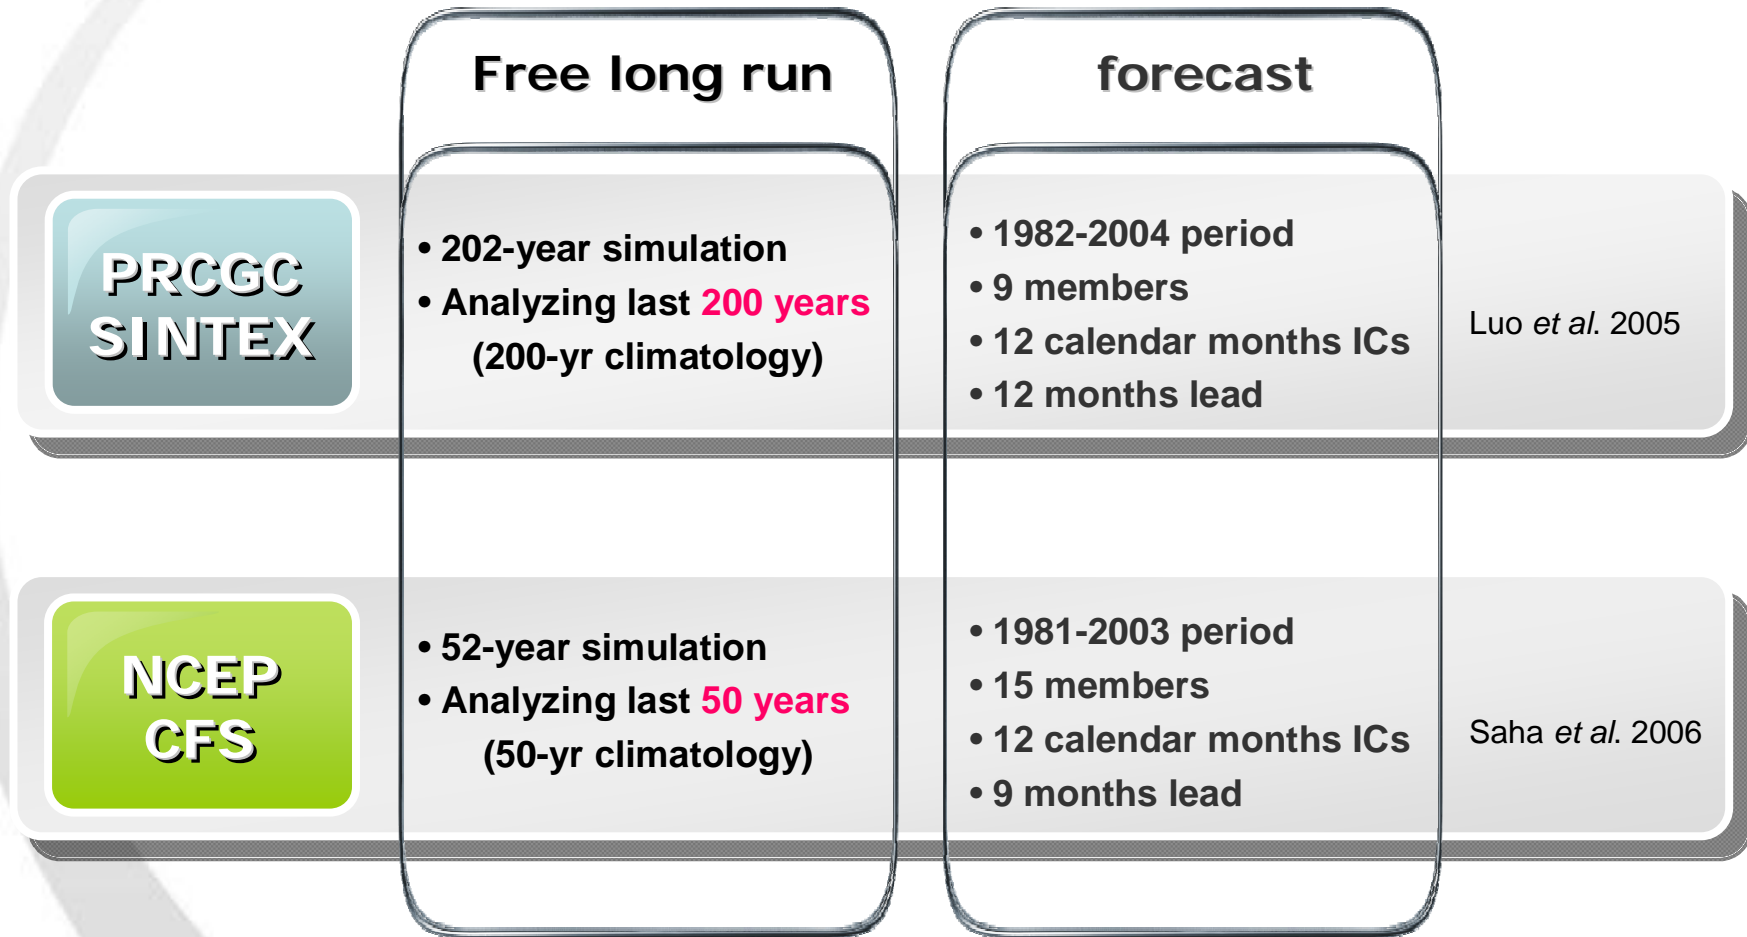 Free long run
forecast
PRCGC
SINTEX
• 202-year simulation
• Analyzing last 200 years
(200-yr climatology)
• 1982-2004 period
• 9 members
• 12 calendar months ICs
• 12 months lead
Luo et al. 2005
NCEP
CFS
• 52-year simulation
• Analyzing last 50 years
(50-yr climatology)
• 1981-2003 period
• 15 members
• 12 calendar months ICs
• 9 months lead
Saha et al. 2006